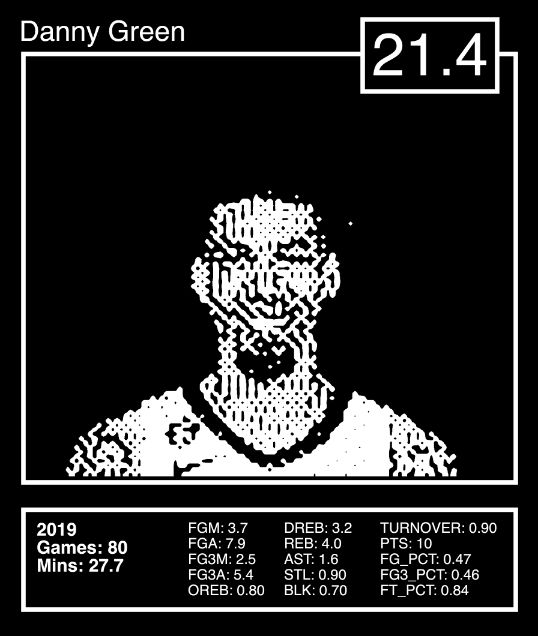 Danny Green
21.4
2019
Games: 80
Mins: 27.7
FGM: 3.7
FGA: 7.9
FG3M: 2.5
FG3A: 5.4
OREB: 0.80
DREB: 3.2
REB: 4.0
AST: 1.6
STL: 0.90
BLK: 0.70
TURNOVER: 0.90
PTS: 10
FG_PCT: 0.47
FG3_PCT: 0.46
FT_PCT: 0.84